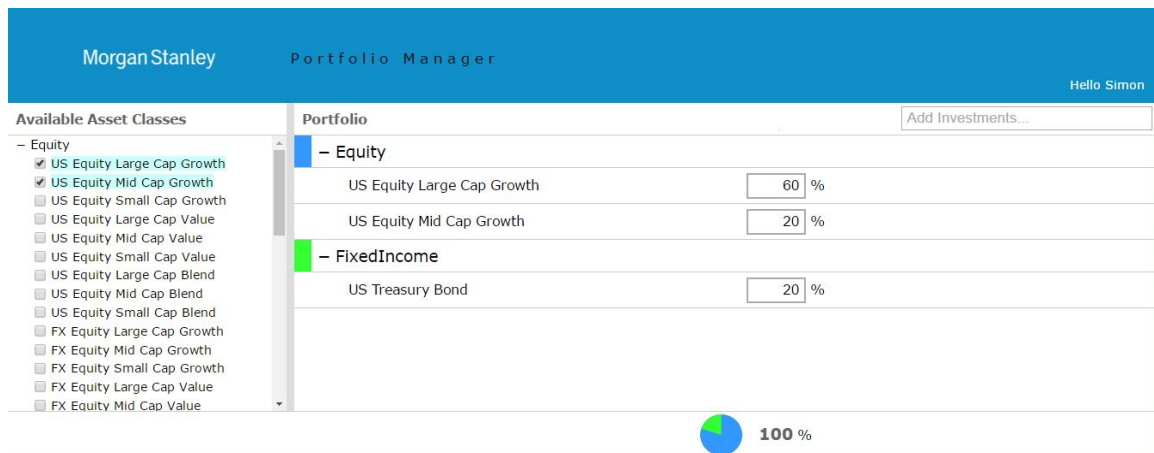 Morgan Stanley
Portfolio Manager
Hello Simon
Available Asset Classes
− Equity
US Equity Large Cap Growth
US Equity Mid Cap Growth
US Equity Small Cap Growth
US Equity Large Cap Value
US Equity Mid Cap Value
US Equity Small Cap Value
US Equity Large Cap Blend
US Equity Mid Cap Blend
US Equity Small Cap Blend
FX Equity Large Cap Growth
FX Equity Mid Cap Growth
FX Equity Small Cap Growth
FX Equity Large Cap Value
FX Equity Mid Cap Value
Portfolio
Add Investments...
− Equity
US Equity Large Cap Growth 60 %
US Equity Mid Cap Growth 20 %
− FixedIncome
US Treasury Bond 20 %
100 %